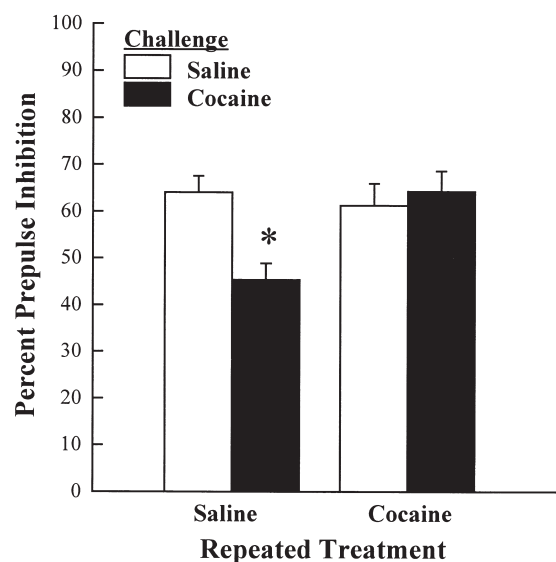 100
90
80
70
60
50
40
30
20
10
0
Percent Prepulse Inhibition
Challenge
Saline
Cocaine
*
Saline Cocaine
Repeated Treatment